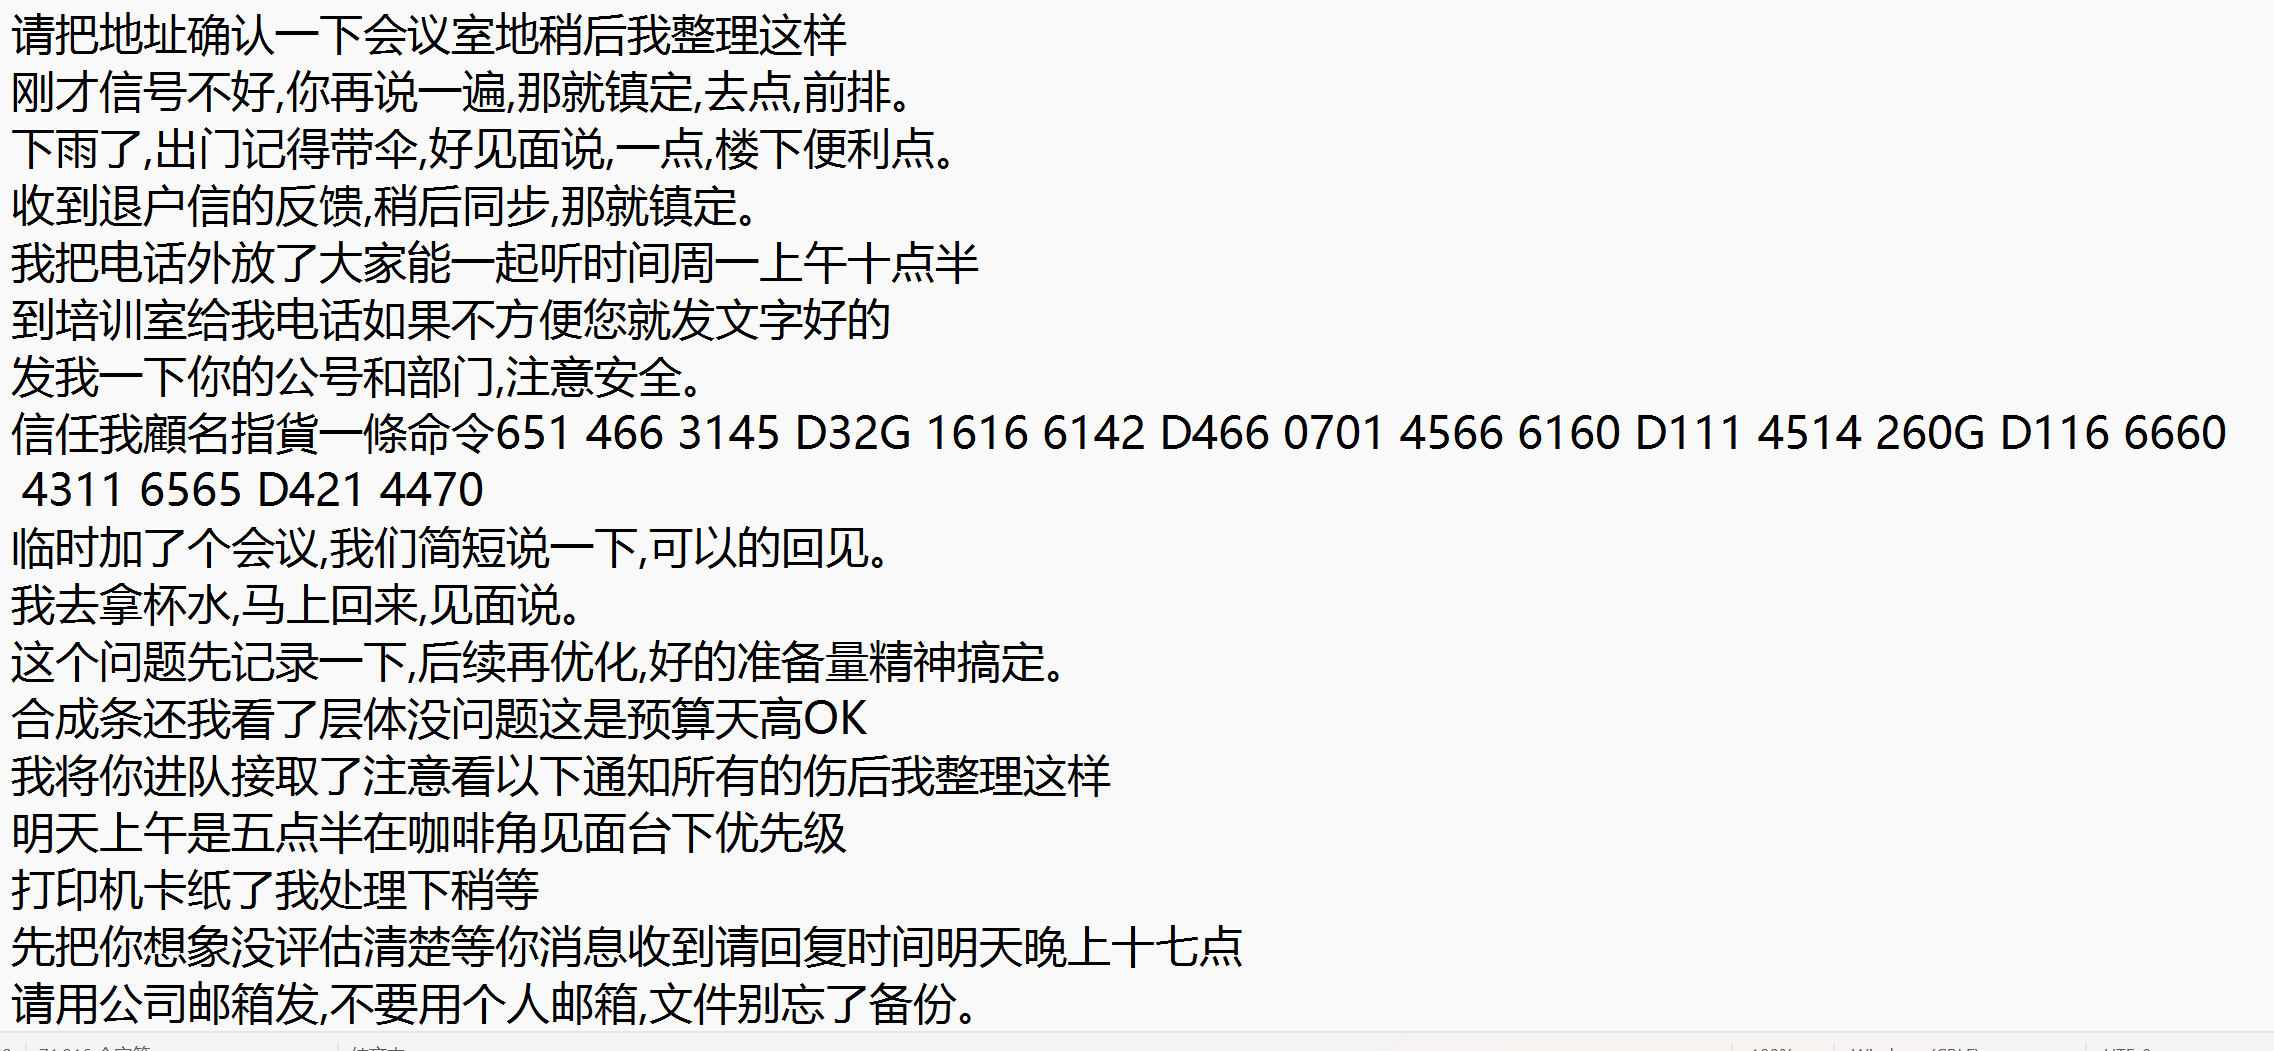 请把地址确认一下会议室地稍后我整理这样
刚才信号不好,你再说一遍,那就镇定,去点,前排。
下雨了,出门记得带伞,好见面说,一点,楼下便利点。
收到退户信的反馈,稍后同步,那就镇定。
我把电话外放了大家能一起听时间周一上午十点半
到培训室给我电话如果不方便您就发文字好的
发我一下你的公号和部门,注意安全。
信任我顧名指貨一條命令651 466 3145 D32G 1616 6142 D466 0701 4566 6160 D111 4514 260G D116 6660
4311 6565 D421 4470
临时加了个会议,我们简短说一下,可以的回见。
我去拿杯水,马上回来,见面说。
这个问题先记录一下,后续再优化,好的准备量精神搞定。
合成条还我看了层体没问题这是预算天高OK
我将你进队接取了注意看以下通知所有的伤后我整理这样
明天上午是五点半在咖啡角见面台下优先级
打印机卡纸了我处理下稍等
先把你想象没评估清楚等你消息收到请回复时间明天晚上十七点
请用公司邮箱发,不要用个人邮箱,文件别忘了备份。